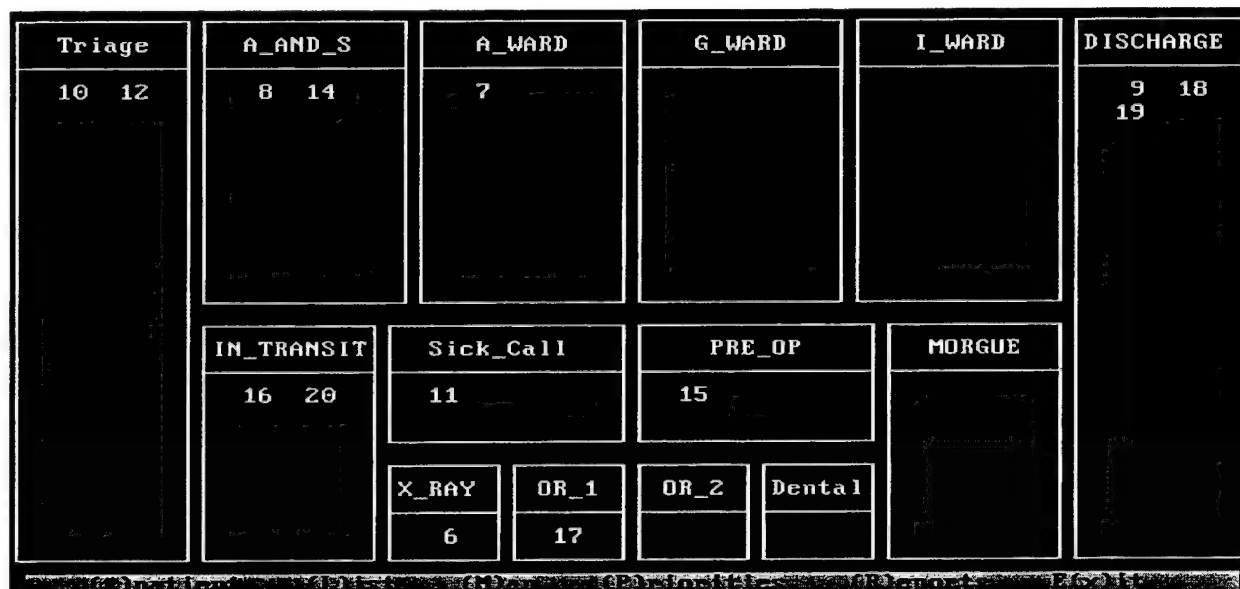 Triage A_AND_S A_WARD G_WARD I_WARD DISCHARGE
10 12 8 14 7 9 18
19
IN_TRANSIT Sick_Call PRE_OP MORGUE
16 20 11 15
X_RAY OR_1 OR_2 Dental
6 17